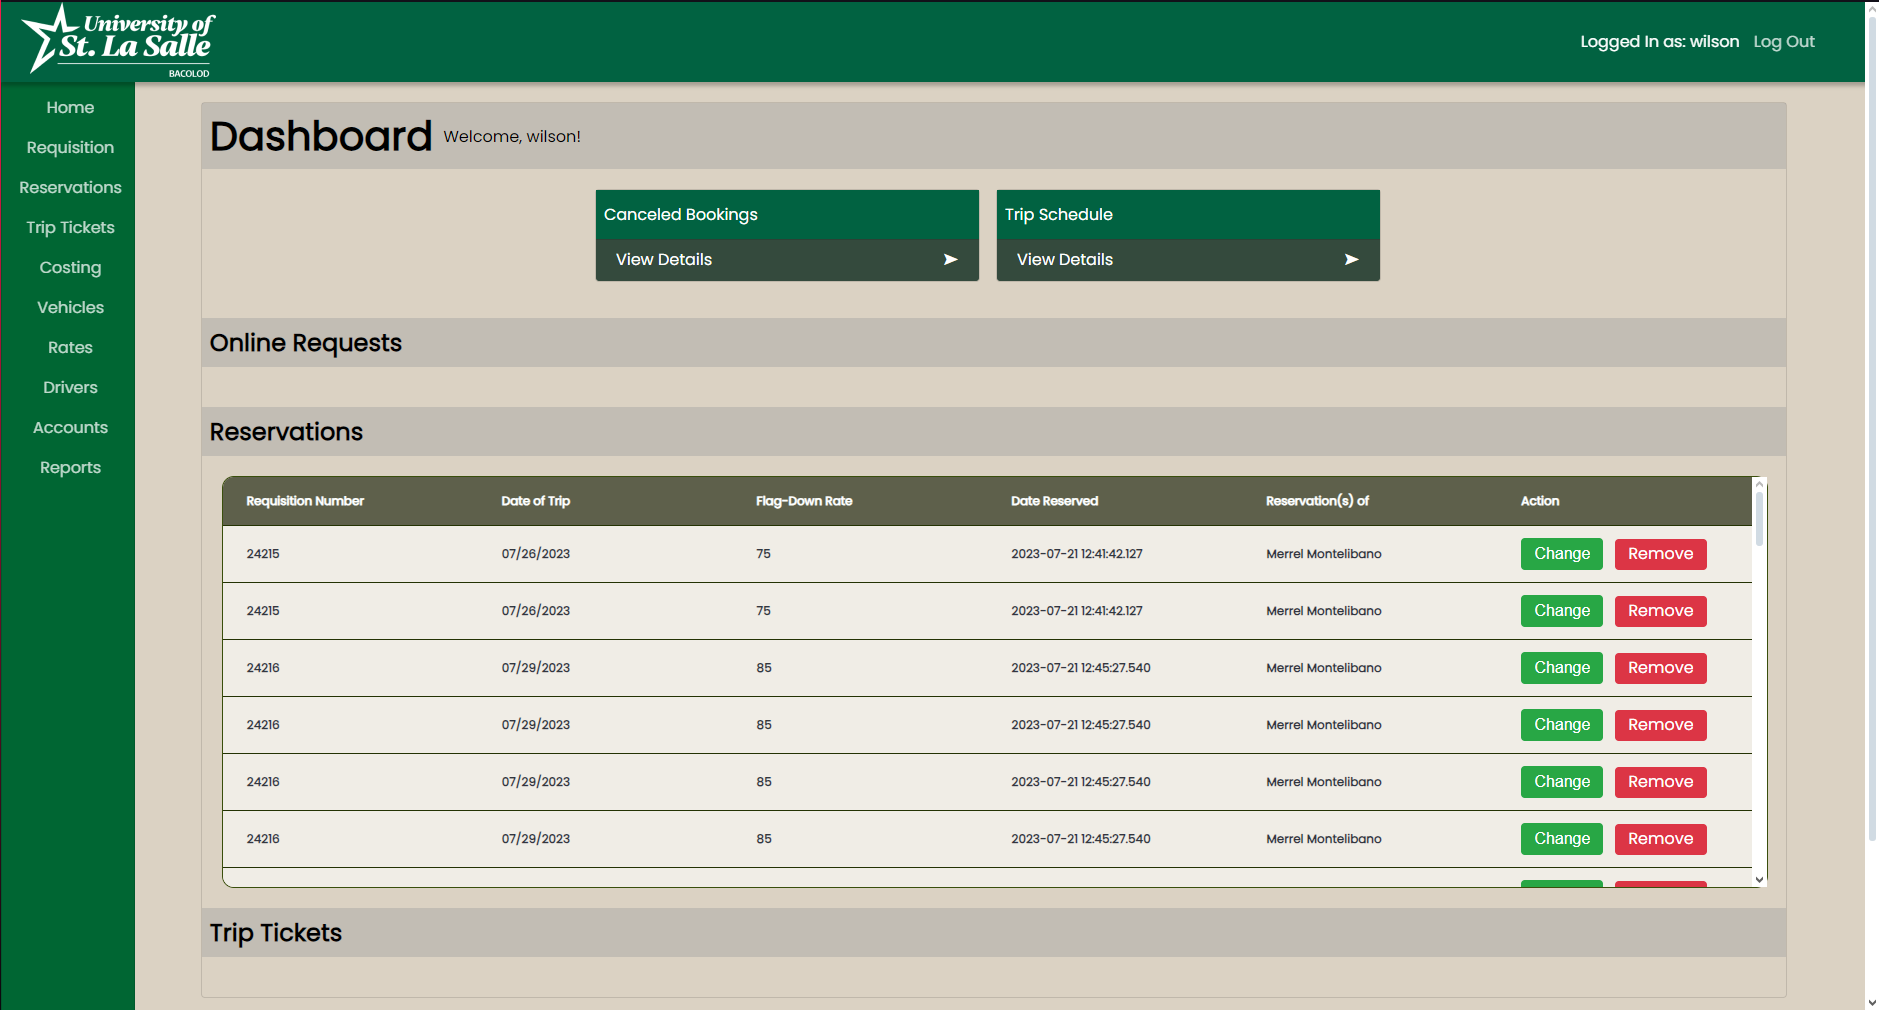 University of
St. La Salle
BACOLOD
Logged In as: wilson Log Out
Home
Requisition
Reservations
Trip Tickets
Costing
Vehicles
Rates
Drivers
Accounts
Reports
Dashboard Welcome, wilson!
Canceled Bookings
View Details
Trip Schedule
View Details
Online Requests
Reservations
Requisition Number Date of Trip Flag-Down Rate Date Reserved Reservation(s) of Action
24215 07/26/2023 75 2023-07-21 12:41:42.127 Merrel Montelibano Change Remove
24215 07/26/2023 75 2023-07-21 12:41:42.127 Merrel Montelibano Change Remove
24216 07/29/2023 85 2023-07-21 12:45:27.540 Merrel Montelibano Change Remove
24216 07/29/2023 85 2023-07-21 12:45:27.540 Merrel Montelibano Change Remove
24216 07/29/2023 85 2023-07-21 12:45:27.540 Merrel Montelibano Change Remove
24216 07/29/2023 85 2023-07-21 12:45:27.540 Merrel Montelibano Change Remove
Trip Tickets